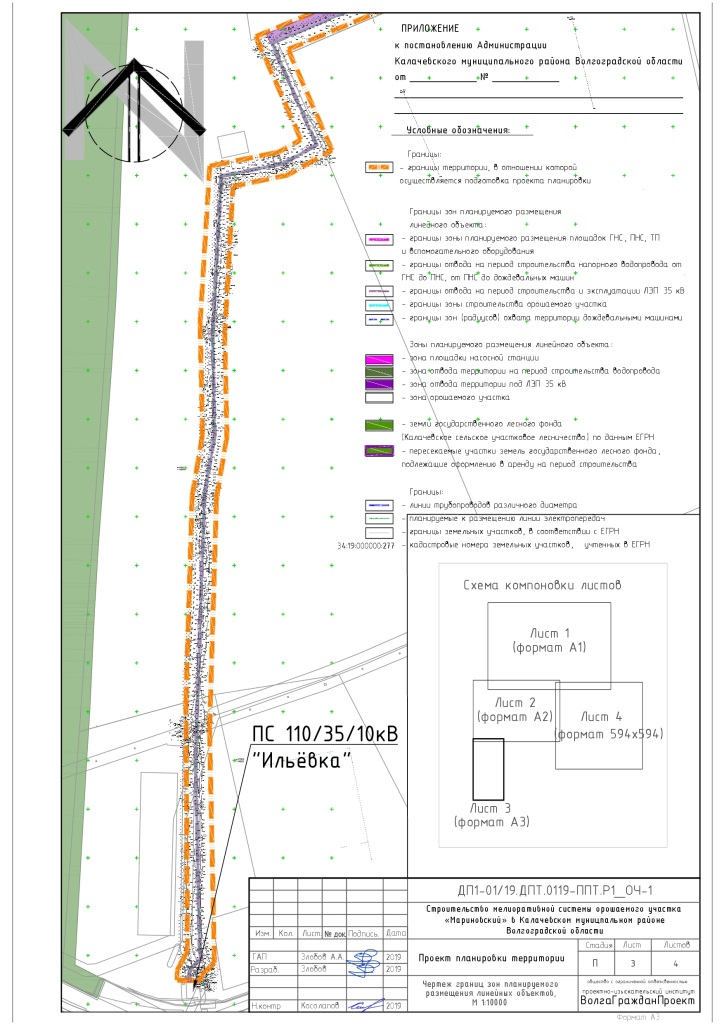 ПРИЛОЖЕНИЕ
к постановлению Администрации
Калачевского муниципального района Волгоградской области
от №
Условные обозначения:
Границы:
- границы территории, в отношении которой
осуществляется подготовка проекта планировки
Границы зон планируемого размещения
линейного объекта:
- границы зоны планируемого размещения площадок ГНС, ПНС, ТП
и вспомогательного оборудования
- границы отвода на период строительства напорного водопровода от
ГНС до ПНС, от ПНС до дождевальных машин
- границы отвода на период строительства и эксплуатации ЛЭП 35 кВ
- границы зоны строительства орошаемого участка
- границы зон (радиусов) охвата территории дождевальными машинами
Зоны планируемого размещения линейного объекта:
- зона площадки насосной станции
- зона отвода территории на период строительства водопровода
- зона отвода территории под ЛЭП 35 кВ
- зона орошаемого участка
- земли государственного лесного фонда
(Калачевское сельское участковое лесничество) по данным ЕГРН
- пересекаемые участки земель государственного лесного фонда,
подлежащие оформлению в аренду на период строительства
Границы:
- линии трубопроводов различного диаметра
- планируемые к размещению линии электропередач
- границы земельных участков, в соответствии с ЕГРН
34:19:000000:277 - кадастровые номера земельных участков, учтенных в ЕГРН
Схема компоновки листов
Лист 1
(формат А1)
Лист 2
(формат А2)
Лист 4
(формат 594х594)
Лист 3
(формат А3)
ПС 110/35/10кВ
"Ильёвка"
ДП1-01/19.ДПТ.0119-ППТ.Р1_ОЧ-1
Строительство мелиоративной системы орошаемого участка
«Мариновский» в Калачевском муниципальном районе
Волгоградской области
Изм. Кол. Лист № док. Подпись Дата
ГАП Зловов А.А. 2019
Разраб. Зловов 2019
Н.контр Косолапов 2019
Проект планировки территории
Стадия Лист Листов
П 3 4
Чертеж границ зон планируемого
размещения линейных объектов,
М 1:10000
общество с ограниченной ответственностью
проектно-изыскательский институт
ВолгаГражданПроект
Формат А3